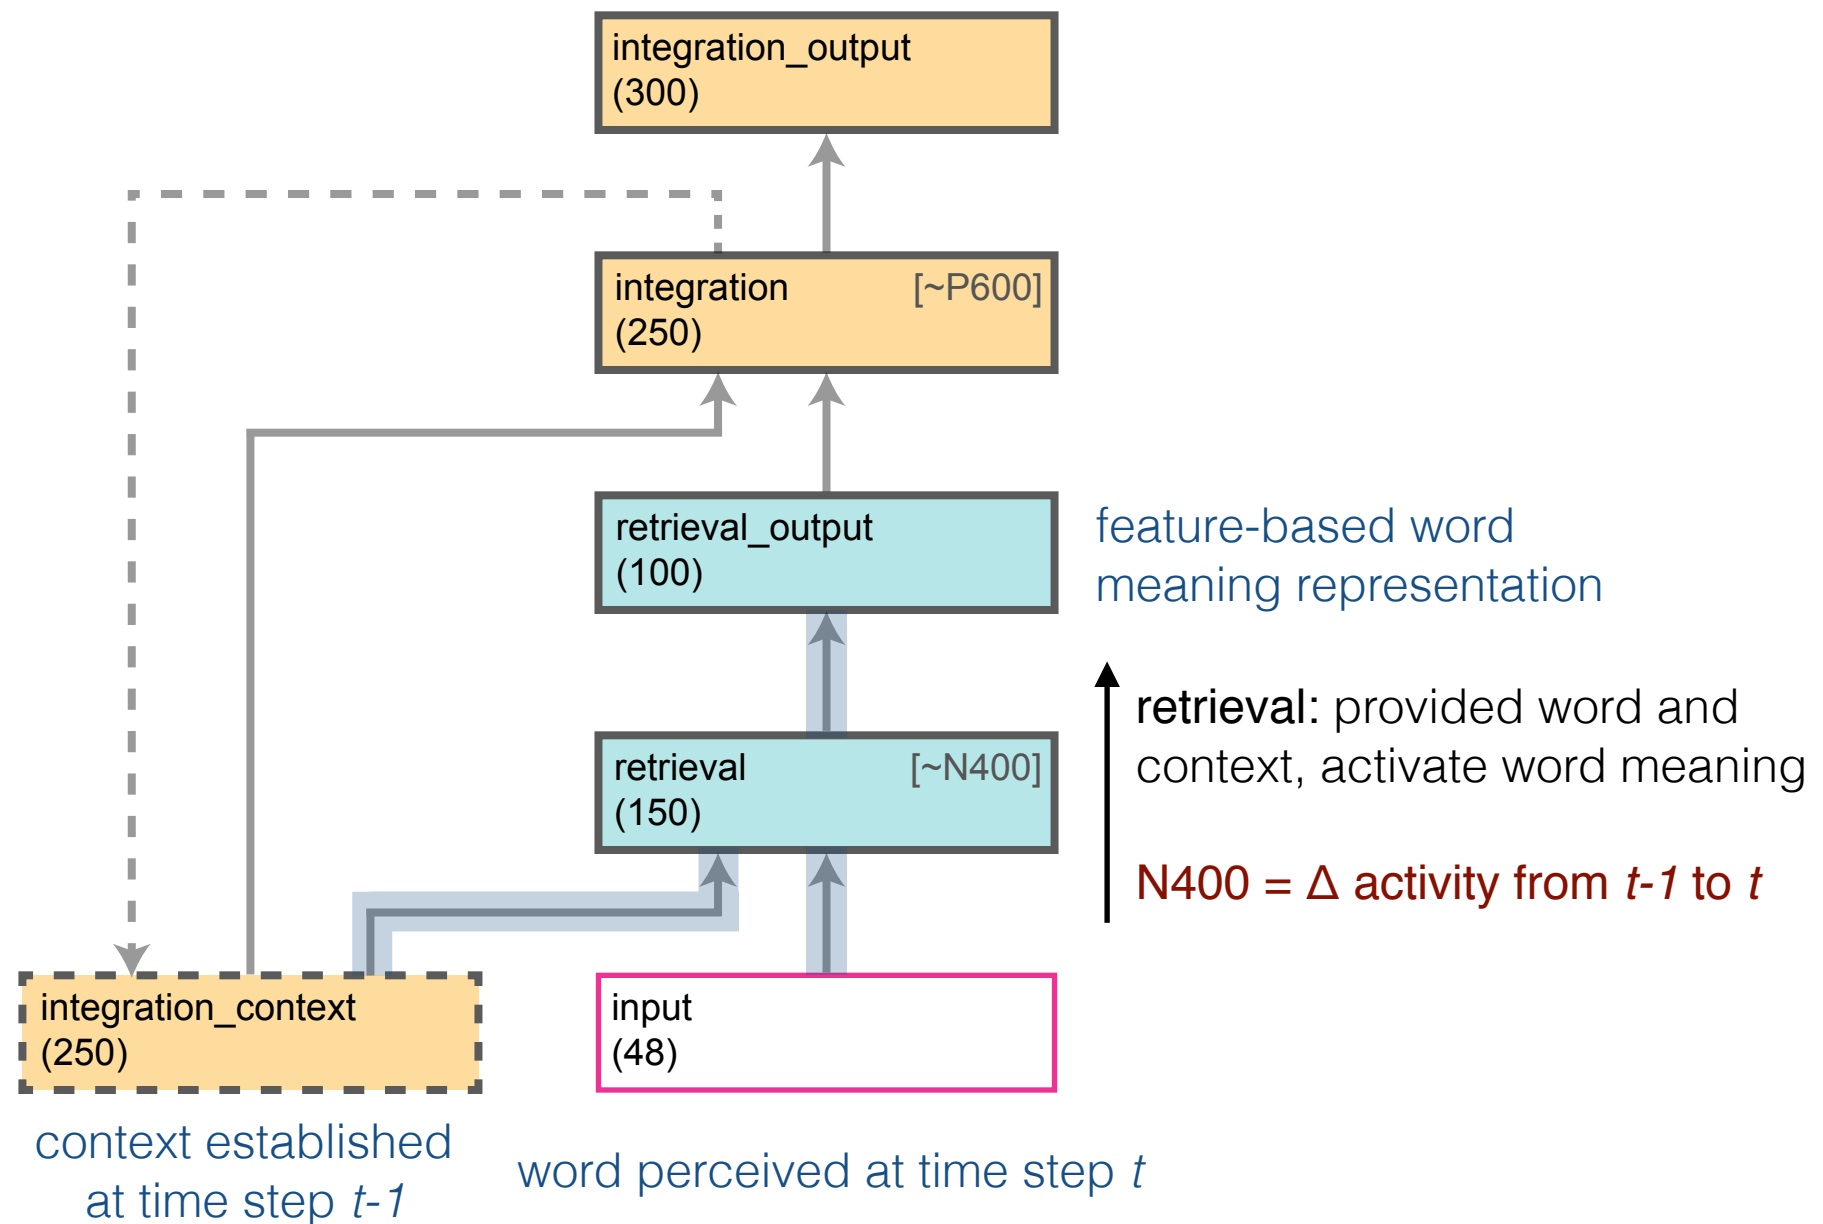 integration_output
(300)
integration [~P600]
(250)
retrieval_output
(100)
feature-based word
meaning representation
retrieval [~N400]
(150)
retrieval: provided word and
context, activate word meaning
N400 = Δ activity from t-1 to t
integration_context
(250)
input
(48)
context established
at time step t-1
word perceived at time step t